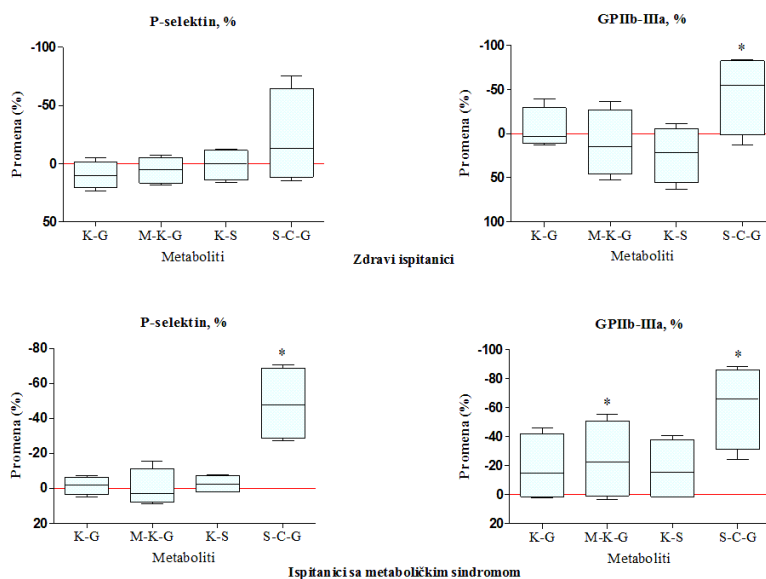 P-selektin, %
-100
-50
0
50
Promena (%)
K-G M-K-G K-S S-C-G
Metaboliti
GPIIb-IIIa, %
-100
-50
0
50
100
Promena (%)
*
K-G M-K-G K-S S-C-G
Metaboliti
Zdravi ispitanici
P-selektin, %
-80
-60
-40
-20
0
20
Promena (%)
*
K-G M-K-G K-S S-C-G
Metaboliti
GPIIb-IIIa, %
-100
-80
-60
-40
-20
0
20
Promena (%)
* *
K-G M-K-G K-S S-C-G
Metaboliti
Ispitanici sa metaboličkim sindromom